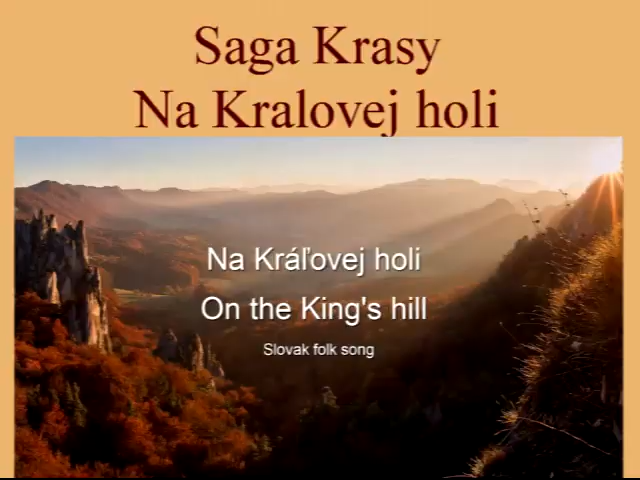 Saga Krasy
Na Kralovej holi
Na Kráľovej holi
On the King's hill
Slovak folk song